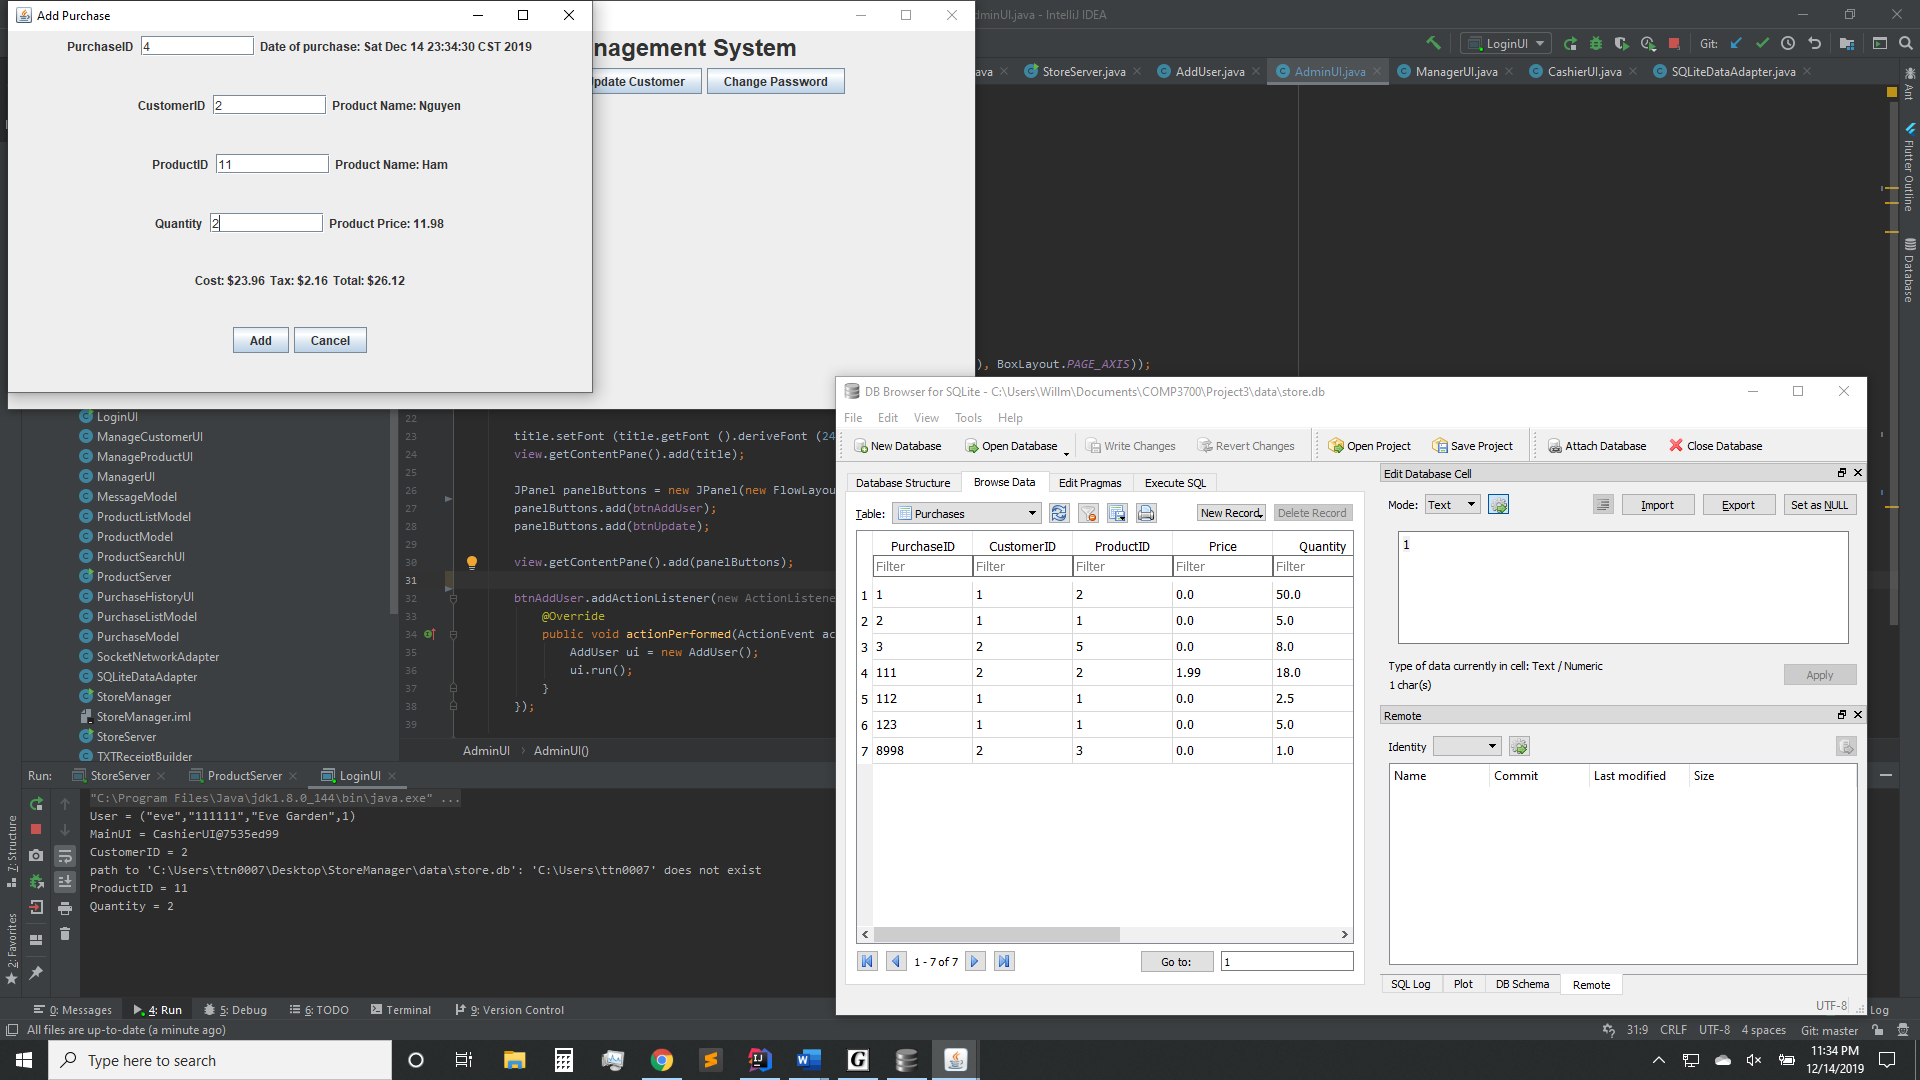 Add Purchase
PurchaseID 4 Date of purchase: Sat Dec 14 23:34:30 CST 2019
CustomerID 2 Product Name: Nguyen
ProductID 11 Product Name: Ham
Quantity 2 Product Price: 11.98
Cost: $23.96 Tax: $2.16 Total: $26.12
Add Cancel
nagement System
pdate Customer Change Password
dminUI.java - IntelliJ IDEA
LoginUI Git:
ava StoreServer.java AddUser.java AdminUI.java ManagerUI.java CashierUI.java SQLiteDataAdapter.java
Ant
Flutter Outline
Database
), BoxLayout.PAGE_AXIS));
LoginUI
ManageCustomerUI
ManageProductUI
ManagerUI
MessageModel
ProductListModel
ProductModel
ProductSearchUI
ProductServer
PurchaseHistoryUI
PurchaseListModel
PurchaseModel
SocketNetworkAdapter
SQLiteDataAdapter
StoreManager
StoreManager.iml
StoreServer
TXTReceiptBuilder
22
23 title.setFont (title.getFont ().deriveFont (24
24 view.getContentPane().add(title);
26 JPanel panelButtons = new JPanel(new FlowLayou
27 panelButtons.add(btnAddUser);
28 panelButtons.add(btnUpdate);
29
30 view.getContentPane().add(panelButtons);
31
32 btnAddUser.addActionListener(new ActionListene
33 @Override
34 public void actionPerformed(ActionEvent ac
35 AddUser ui = new AddUser();
36 ui.run();
37 }
38 });
39
AdminUI AdminUI()
Run: StoreServer ProductServer LoginUI
"C:\Program Files\Java\jdk1.8.0_144\bin\java.exe" ...
User = ("eve","111111","Eve Garden",1)
MainUI = CashierUI@7535ed99
CustomerID = 2
path to 'C:\Users\ttn0007\Desktop\StoreManager\data\store.db': 'C:\Users\ttn0007' does not exist
ProductID = 11
Quantity = 2
7: Structure
2: Favorites
0: Messages 4: Run 5: Debug 6: TODO Terminal 9: Version Control
Log
All files are up-to-date (a minute ago)
31:9 CRLF UTF-8 4 spaces Git: master
DB Browser for SQLite - C:\Users\Willm\Documents\COMP3700\Project3\data\store.db
File Edit View Tools Help
New Database Open Database Write Changes Revert Changes Open Project Save Project Attach Database Close Database
Database Structure Browse Data Edit Pragmas Execute SQL
Table: Purchases New Record Delete Record
PurchaseID CustomerID ProductID Price Quantity
Filter Filter Filter Filter Filter
1 1 1 2 0.0 50.0
2 2 1 1 0.0 5.0
3 3 2 5 0.0 8.0
4 111 2 2 1.99 18.0
5 112 1 1 0.0 2.5
6 123 1 1 0.0 5.0
7 8998 2 3 0.0 1.0
1 - 7 of 7 Go to: 1
Edit Database Cell
Mode: Text Import Export Set as NULL
1
Type of data currently in cell: Text / Numeric
1 char(s)
Apply
Remote
Identity
Name Commit Last modified Size
SQL Log Plot DB Schema Remote
UTF-8
Type here to search
11:34 PM
12/14/2019